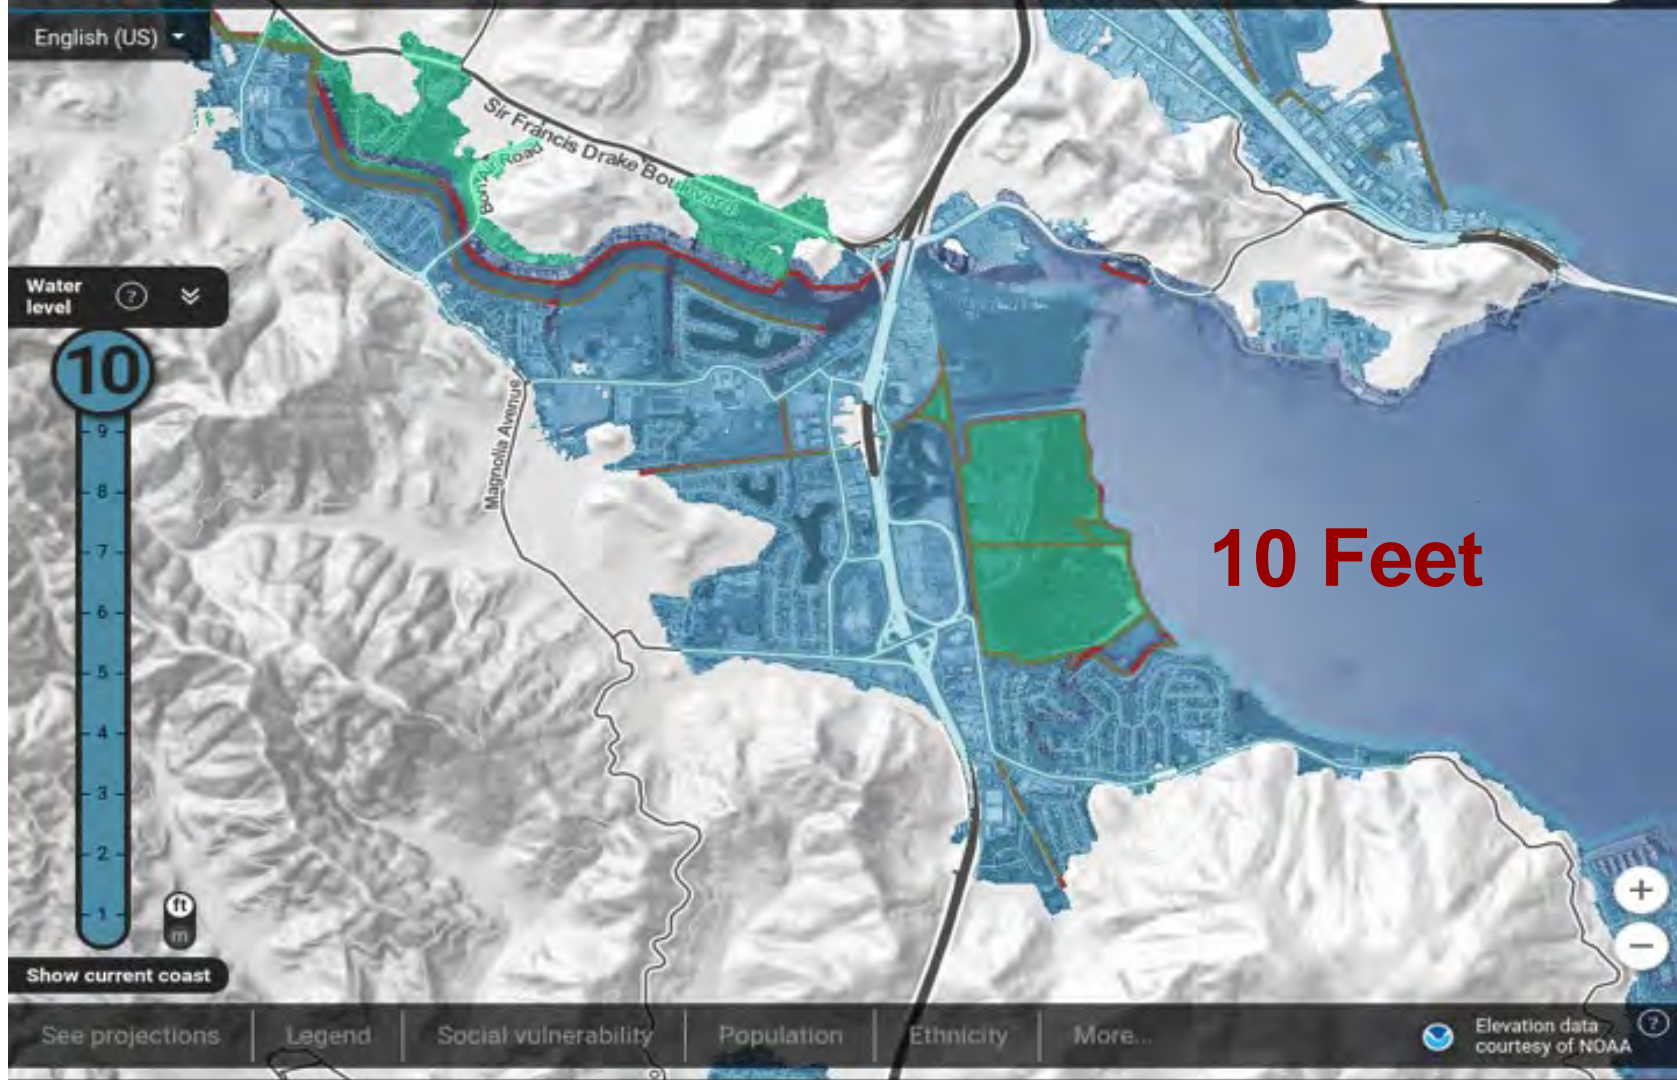 English (US)
Sir Francis Drake Boulevard
Bon Air Road
Water
level
?
10
9
8
7
6
5
4
3
2
1
Magnolia Avenue
10 Feet
ft
m
+
−
Show current coast
See projections
Legend
Social vulnerability
Population
Ethnicity
More...
Elevation data
courtesy of NOAA
?